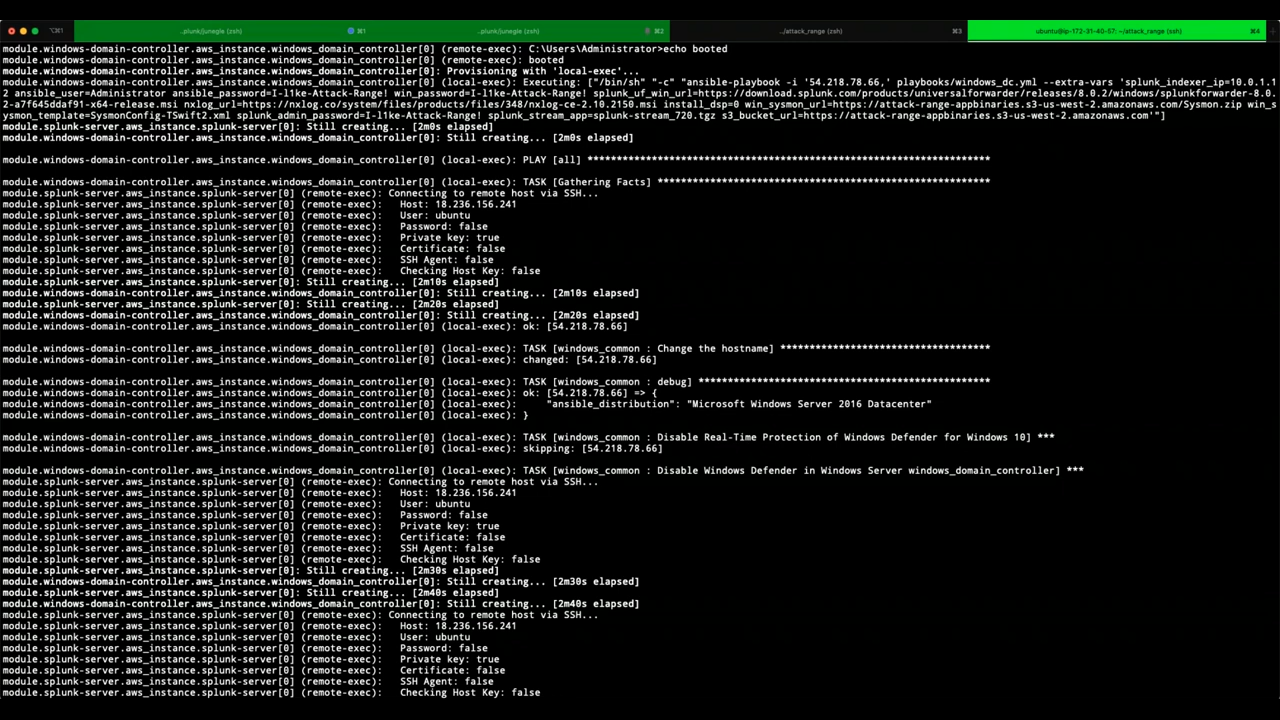 ⌥⌘1
..plunk/junegle (zsh)
⌘1
..plunk/junegle (zsh)
⌘2
../attack_range (zsh)
⌘3
ubuntu@ip-172-31-40-57: ~/attack_range (ssh)
⌘4
module.windows-domain-controller.aws_instance.windows_domain_controller[0] (remote-exec): C:\Users\Administrator>echo booted
module.windows-domain-controller.aws_instance.windows_domain_controller[0] (remote-exec): booted
module.windows-domain-controller.aws_instance.windows_domain_controller[0]: Provisioning with 'local-exec'...
module.windows-domain-controller.aws_instance.windows_domain_controller[0] (local-exec): Executing: ["/bin/sh" "-c" "ansible-playbook -i '54.218.78.66,' playbooks/windows_dc.yml --extra-vars 'splunk_indexer_ip=10.0.1.1
2 ansible_user=Administrator ansible_password=I-l1ke-Attack-Range! win_password=I-l1ke-Attack-Range! splunk_uf_win_url=https://download.splunk.com/products/universalforwarder/releases/8.0.2/windows/splunkforwarder-8.0.
2-a7f645ddaf91-x64-release.msi nxlog_url=https://nxlog.co/system/files/products/files/348/nxlog-ce-2.10.2150.msi install_dsp=0 win_sysmon_url=https://attack-range-appbinaries.s3-us-west-2.amazonaws.com/Sysmon.zip win_s
ysmon_template=SysmonConfig-TSwift2.xml splunk_admin_password=I-l1ke-Attack-Range! splunk_stream_app=splunk-stream_720.tgz s3_bucket_url=https://attack-range-appbinaries.s3-us-west-2.amazonaws.com'"]
module.splunk-server.aws_instance.splunk-server[0]: Still creating... [2m0s elapsed]
module.windows-domain-controller.aws_instance.windows_domain_controller[0]: Still creating... [2m0s elapsed]
module.windows-domain-controller.aws_instance.windows_domain_controller[0] (local-exec): PLAY [all] *********************************************************************
module.windows-domain-controller.aws_instance.windows_domain_controller[0] (local-exec): TASK [Gathering Facts] *********************************************************
module.splunk-server.aws_instance.splunk-server[0] (remote-exec): Connecting to remote host via SSH...
module.splunk-server.aws_instance.splunk-server[0] (remote-exec):   Host: 18.236.156.241
module.splunk-server.aws_instance.splunk-server[0] (remote-exec):   User: ubuntu
module.splunk-server.aws_instance.splunk-server[0] (remote-exec):   Password: false
module.splunk-server.aws_instance.splunk-server[0] (remote-exec):   Private key: true
module.splunk-server.aws_instance.splunk-server[0] (remote-exec):   Certificate: false
module.splunk-server.aws_instance.splunk-server[0] (remote-exec):   SSH Agent: false
module.splunk-server.aws_instance.splunk-server[0] (remote-exec):   Checking Host Key: false
module.splunk-server.aws_instance.splunk-server[0]: Still creating... [2m10s elapsed]
module.windows-domain-controller.aws_instance.windows_domain_controller[0]: Still creating... [2m10s elapsed]
module.splunk-server.aws_instance.splunk-server[0]: Still creating... [2m20s elapsed]
module.windows-domain-controller.aws_instance.windows_domain_controller[0]: Still creating... [2m20s elapsed]
module.windows-domain-controller.aws_instance.windows_domain_controller[0] (local-exec): ok: [54.218.78.66]
module.windows-domain-controller.aws_instance.windows_domain_controller[0] (local-exec): TASK [windows_common : Change the hostname] ************************************
module.windows-domain-controller.aws_instance.windows_domain_controller[0] (local-exec): changed: [54.218.78.66]
module.windows-domain-controller.aws_instance.windows_domain_controller[0] (local-exec): TASK [windows_common : debug] **************************************************
module.windows-domain-controller.aws_instance.windows_domain_controller[0] (local-exec): ok: [54.218.78.66] => {
module.windows-domain-controller.aws_instance.windows_domain_controller[0] (local-exec):     "ansible_distribution": "Microsoft Windows Server 2016 Datacenter"
module.windows-domain-controller.aws_instance.windows_domain_controller[0] (local-exec): }
module.windows-domain-controller.aws_instance.windows_domain_controller[0] (local-exec): TASK [windows_common : Disable Real-Time Protection of Windows Defender for Windows 10] ***
module.windows-domain-controller.aws_instance.windows_domain_controller[0] (local-exec): skipping: [54.218.78.66]
module.windows-domain-controller.aws_instance.windows_domain_controller[0] (local-exec): TASK [windows_common : Disable Windows Defender in Windows Server windows_domain_controller] ***
module.splunk-server.aws_instance.splunk-server[0] (remote-exec): Connecting to remote host via SSH...
module.splunk-server.aws_instance.splunk-server[0] (remote-exec):   Host: 18.236.156.241
module.splunk-server.aws_instance.splunk-server[0] (remote-exec):   User: ubuntu
module.splunk-server.aws_instance.splunk-server[0] (remote-exec):   Password: false
module.splunk-server.aws_instance.splunk-server[0] (remote-exec):   Private key: true
module.splunk-server.aws_instance.splunk-server[0] (remote-exec):   Certificate: false
module.splunk-server.aws_instance.splunk-server[0] (remote-exec):   SSH Agent: false
module.splunk-server.aws_instance.splunk-server[0] (remote-exec):   Checking Host Key: false
module.splunk-server.aws_instance.splunk-server[0]: Still creating... [2m30s elapsed]
module.windows-domain-controller.aws_instance.windows_domain_controller[0]: Still creating... [2m30s elapsed]
module.splunk-server.aws_instance.splunk-server[0]: Still creating... [2m40s elapsed]
module.windows-domain-controller.aws_instance.windows_domain_controller[0]: Still creating... [2m40s elapsed]
module.splunk-server.aws_instance.splunk-server[0] (remote-exec): Connecting to remote host via SSH...
module.splunk-server.aws_instance.splunk-server[0] (remote-exec):   Host: 18.236.156.241
module.splunk-server.aws_instance.splunk-server[0] (remote-exec):   User: ubuntu
module.splunk-server.aws_instance.splunk-server[0] (remote-exec):   Password: false
module.splunk-server.aws_instance.splunk-server[0] (remote-exec):   Private key: true
module.splunk-server.aws_instance.splunk-server[0] (remote-exec):   Certificate: false
module.splunk-server.aws_instance.splunk-server[0] (remote-exec):   SSH Agent: false
module.splunk-server.aws_instance.splunk-server[0] (remote-exec):   Checking Host Key: false